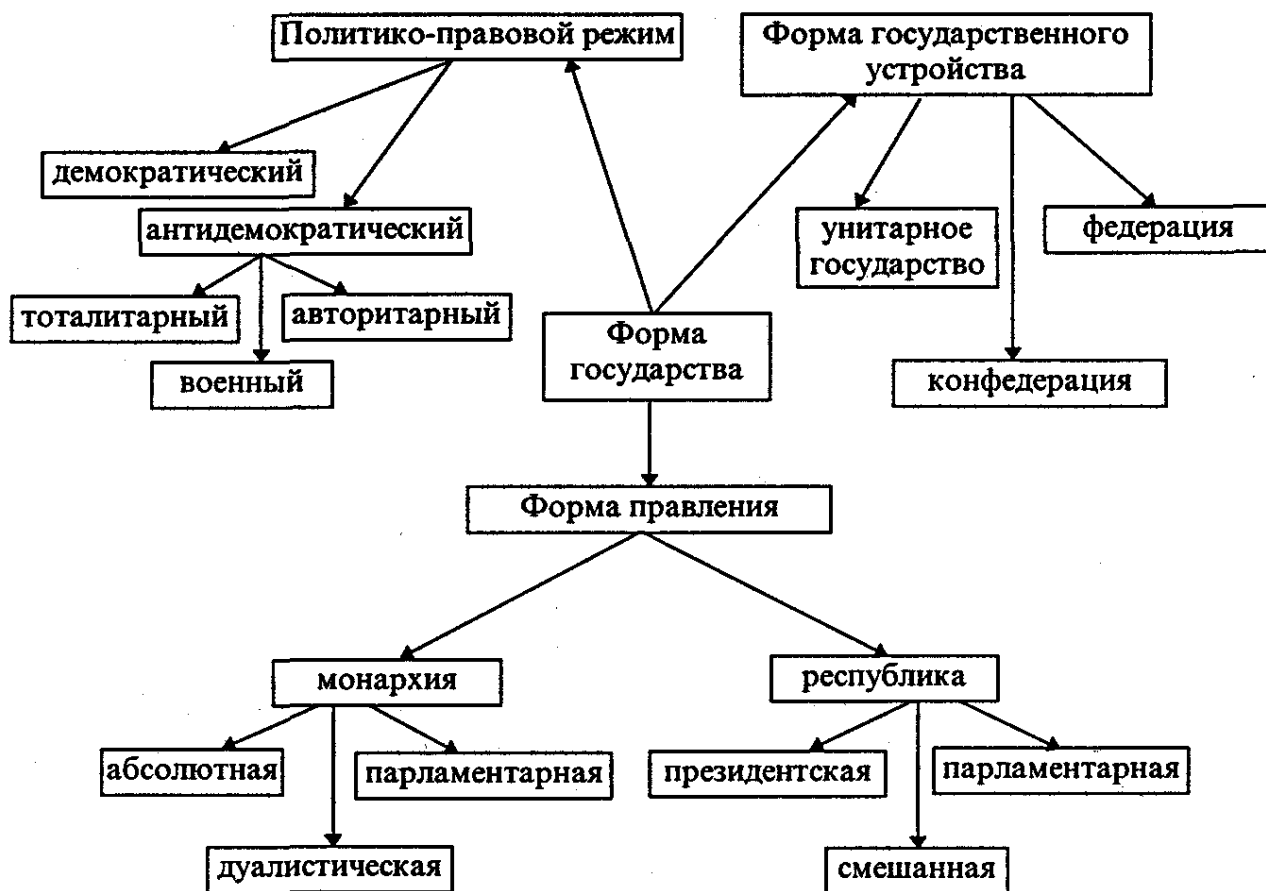 Политико-правовой режим
Форма государственного
устройства
демократический
антидемократический
тоталитарный
авторитарный
военный
унитарное
государство
федерация
конфедерация
Форма
государства
Форма правления
монархия
республика
абсолютная
парламентарная
дуалистическая
президентская
парламентарная
смешанная